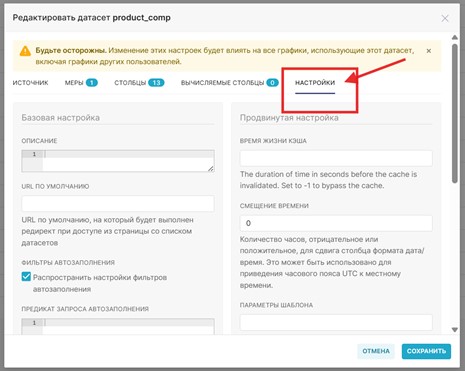 Редактировать датасет product_comp
Будьте осторожны. Изменение этих настроек будет влиять на все графики, использующие этот датасет,
включая графики других пользователей.
ИСТОЧНИК МЕРЫ 1 СТОЛБЦЫ 13 ВЫЧИСЛЯЕМЫЕ СТОЛБЦЫ 0 НАСТРОЙКИ
Базовая настройка
ОПИСАНИЕ
1
URL ПО УМОЛЧАНИЮ
URL по умолчанию, на который будет выполнен
редирект при доступе из страницы со списком
датасетов
ФИЛЬТРЫ АВТОЗАПОЛНЕНИЯ
Распространить настройки фильтров
автозаполнения
ПРЕДИКАТ ЗАПРОСА АВТОЗАПОЛНЕНИЯ
1
Продвинутая настройка
ВРЕМЯ ЖИЗНИ КЭША
The duration of time in seconds before the cache is
invalidated. Set to -1 to bypass the cache.
СМЕЩЕНИЕ ВРЕМЕНИ
0
Количество часов, отрицательное или
положительное, для сдвига столбца формата дата/
время. Это может быть использовано для
приведения часового пояса UTC к местному
времени.
ПАРАМЕТРЫ ШАБЛОНА
ОТМЕНА СОХРАНИТЬ